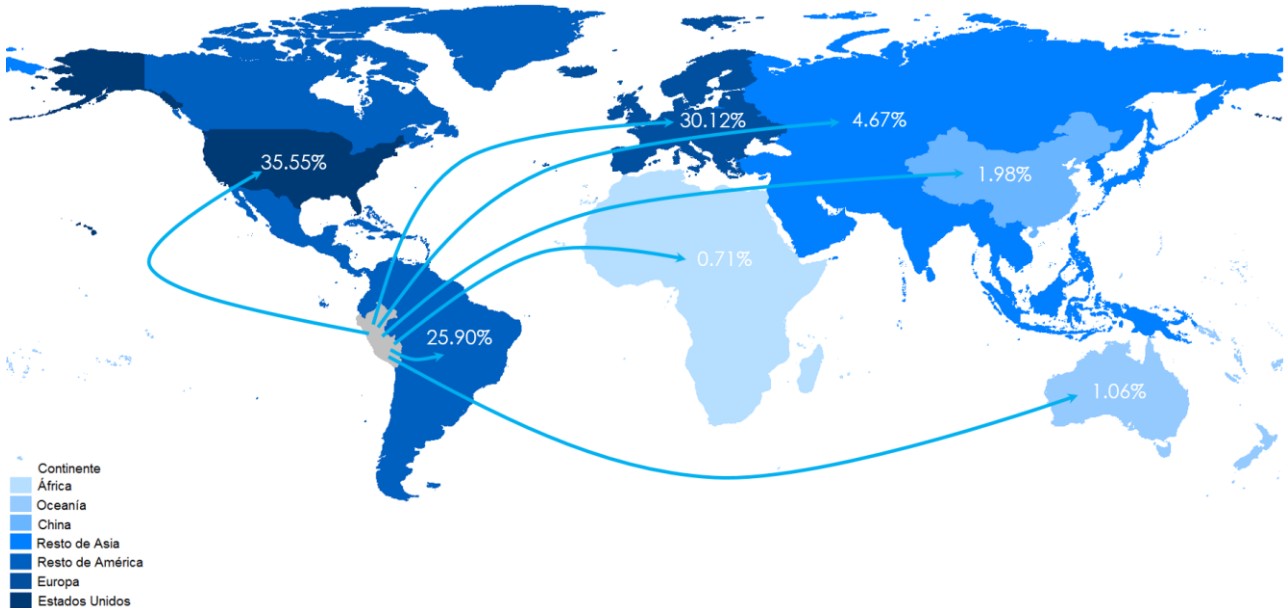 30.12%
4.67%
35.55%
1.98%
0.71%
25.90%
1.06%
Continente
África
Oceanía
China
Resto de Asia
Resto de América
Europa
Estados Unidos